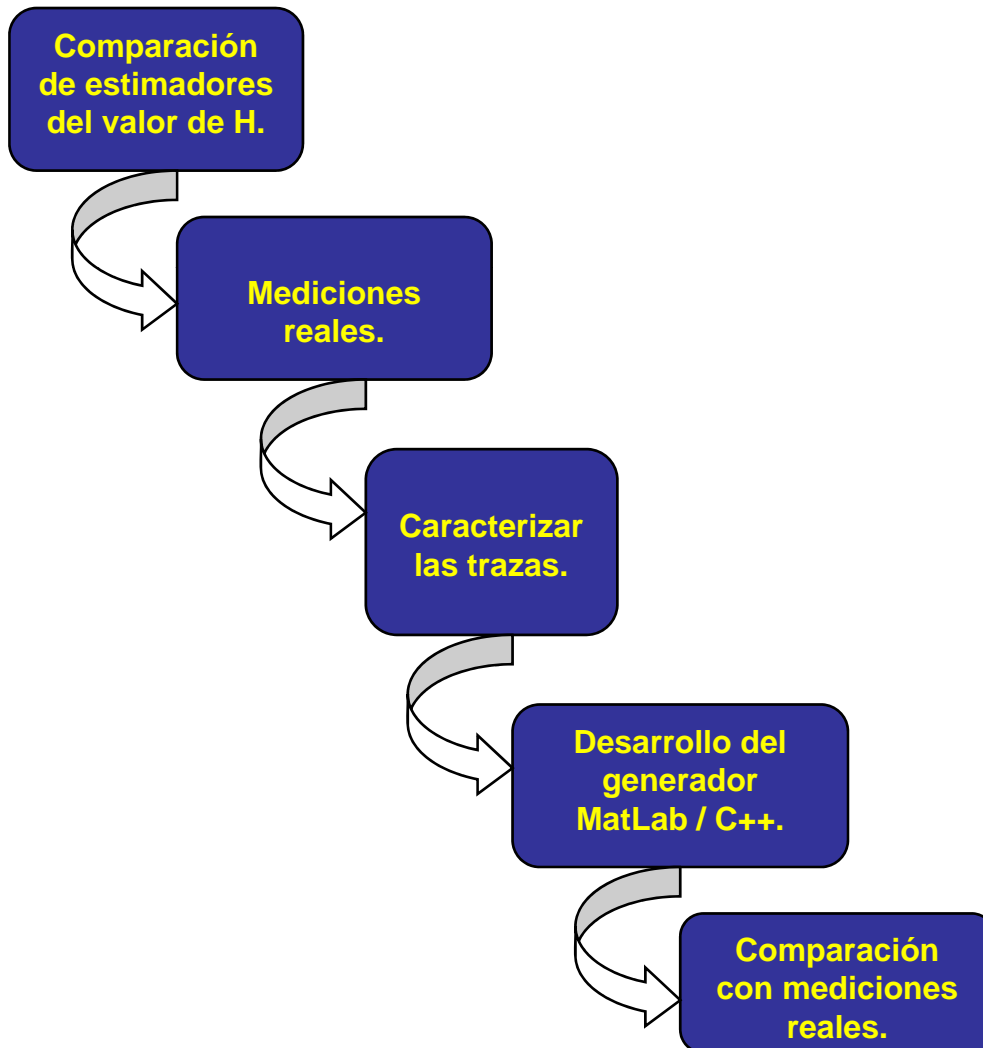 Comparación
de estimadores
del valor de H.
Mediciones
reales.
Caracterizar
las trazas.
Desarrollo del
generador
MatLab / C++.
Comparación
con mediciones
reales.